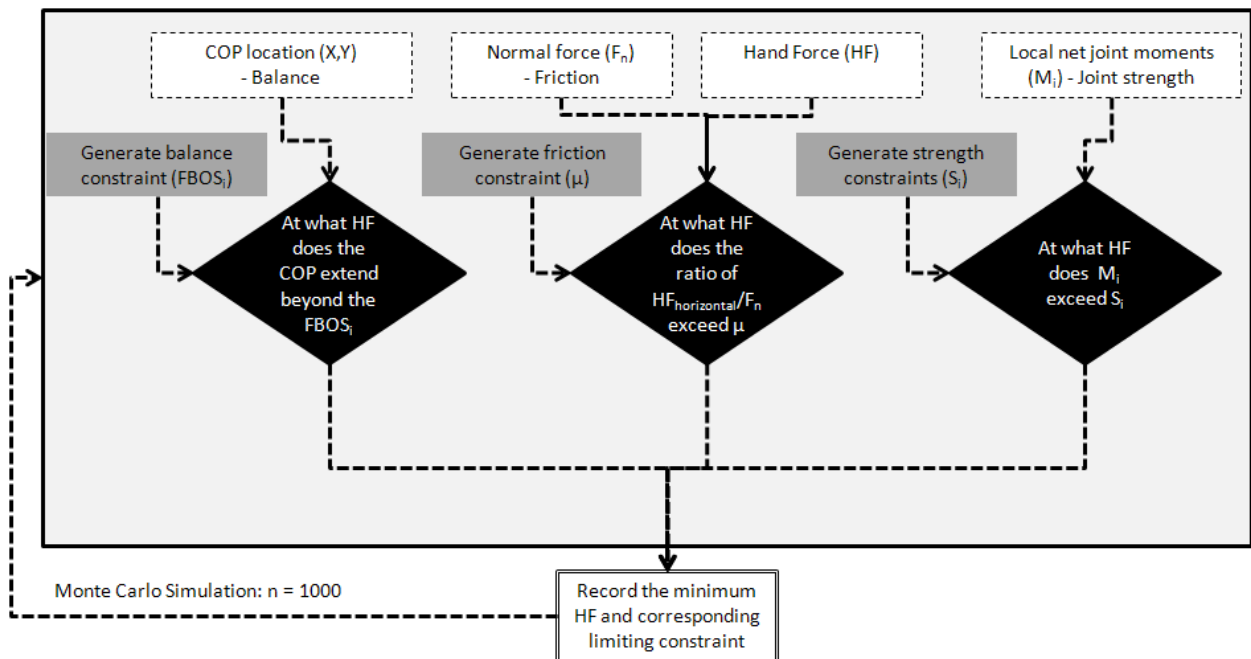 COP location (X,Y)
- Balance
Normal force (Fₙ)
- Friction
Hand Force (HF)
Local net joint moments
(Mᵢ) - Joint strength
Generate balance
constraint (FBOSᵢ)
Generate friction
constraint (μ)
Generate strength
constraints (Sᵢ)
At what HF
does the
COP extend
beyond the
FBOSᵢ
At what HF
does the
ratio of
HFhorizontal/Fₙ
exceed μ
At what HF
does Mᵢ
exceed Sᵢ
Monte Carlo Simulation: n = 1000
Record the minimum
HF and corresponding
limiting constraint